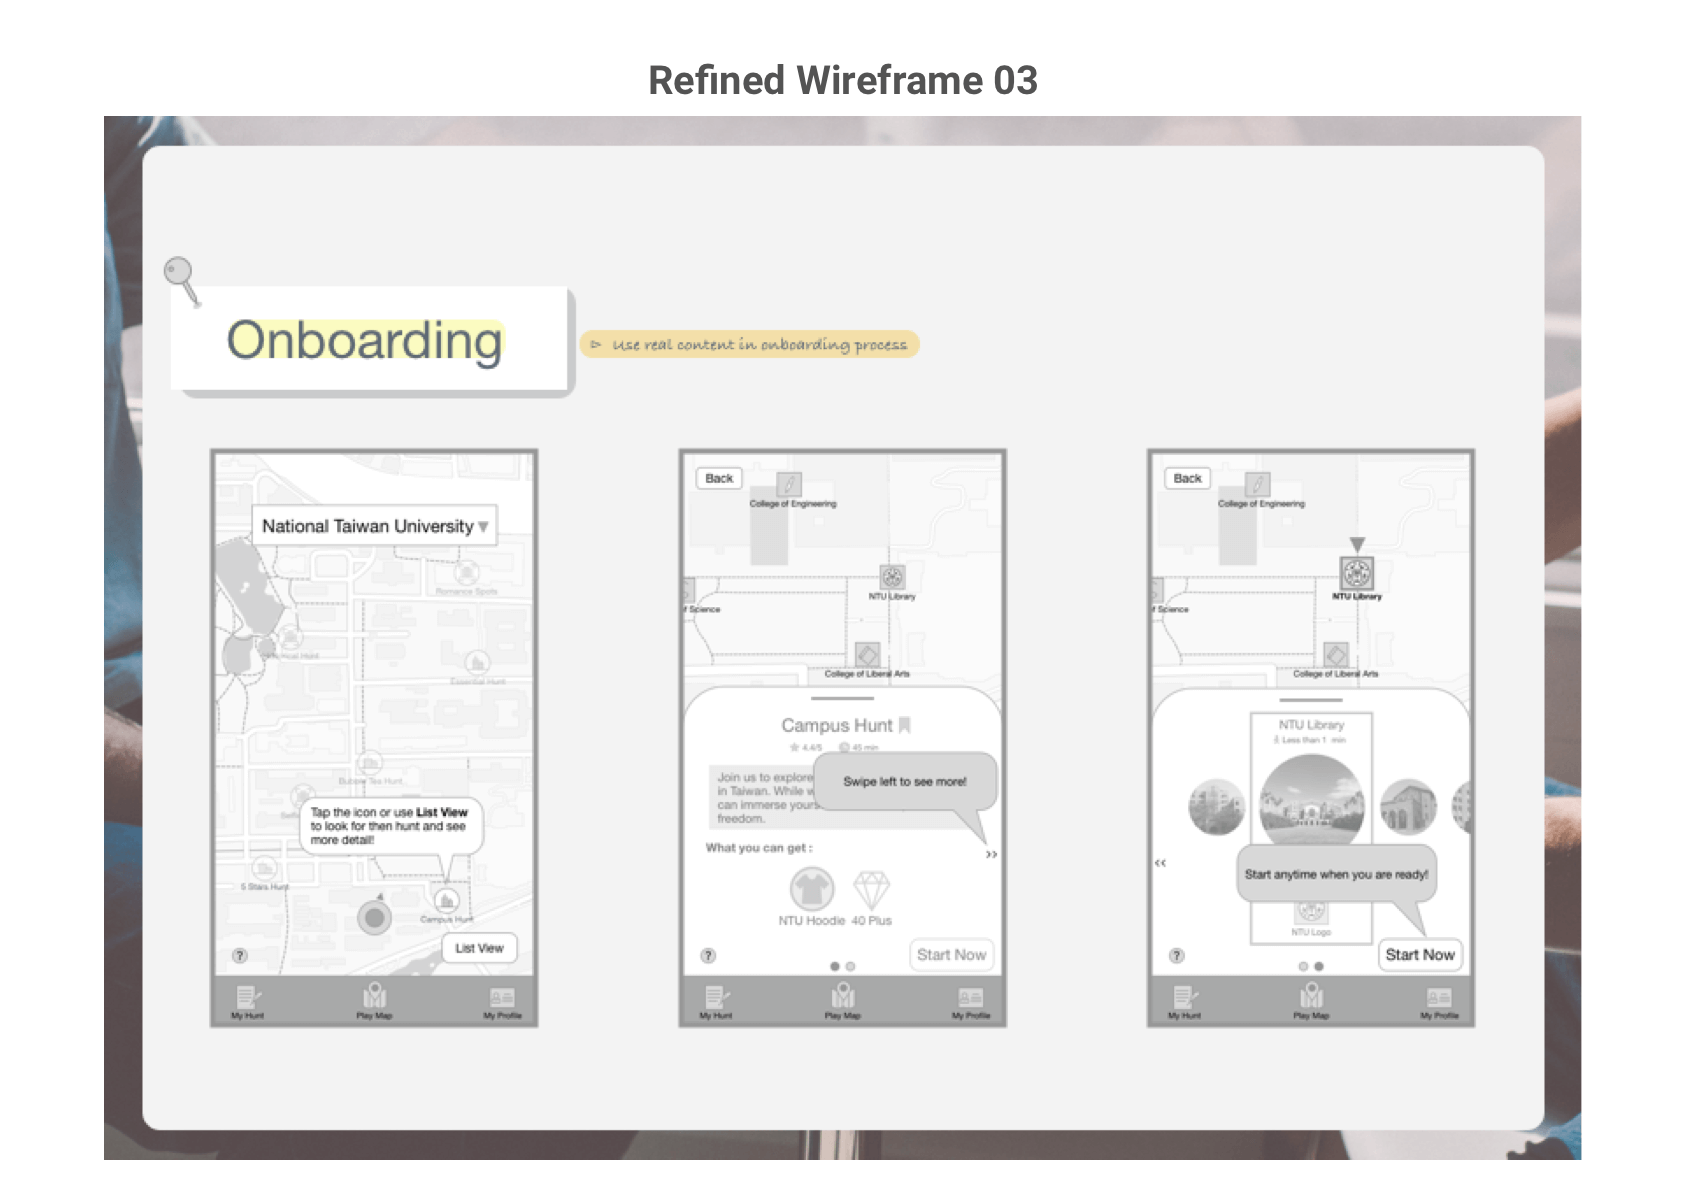 Refined Wireframe 03
Onboarding
▷ Use real content in onboarding process
National Taiwan University ▼
Romance Spots
Essential Hunt
Bubble Tea Hunt
Tap the icon or use List View
to look for then hunt and see
more detail!
5 Stars Hunt
Campus Hunt
List View
?
My Hunt
Play Map
My Profile
Back
College of Engineering
NTU Library
f Science
College of Liberal Arts
Campus Hunt
4.4/5
45 min
Join us to explore
in Taiwan. While w
can immerse yours
freedom.
Swipe left to see more!
What you can get :
>>
NTU Hoodie
40 Plus
?
Start Now
My Hunt
Play Map
My Profile
Back
College of Engineering
NTU Library
f Science
College of Liberal Arts
NTU Library
Less than 1 min
<<
Start anytime when you are ready!
NTU Logo
?
Start Now
My Hunt
Play Map
My Profile